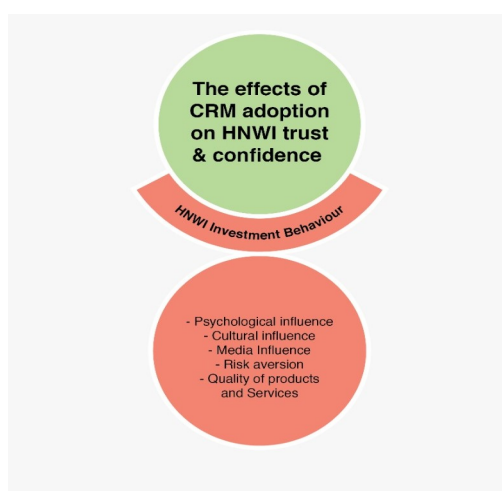 The effects of
CRM adoption
on HNWI trust
& confidence
HNWI Investment Behaviour
- Psychological influence
- Cultural influence
- Media Influence
- Risk aversion
- Quality of products
and Services